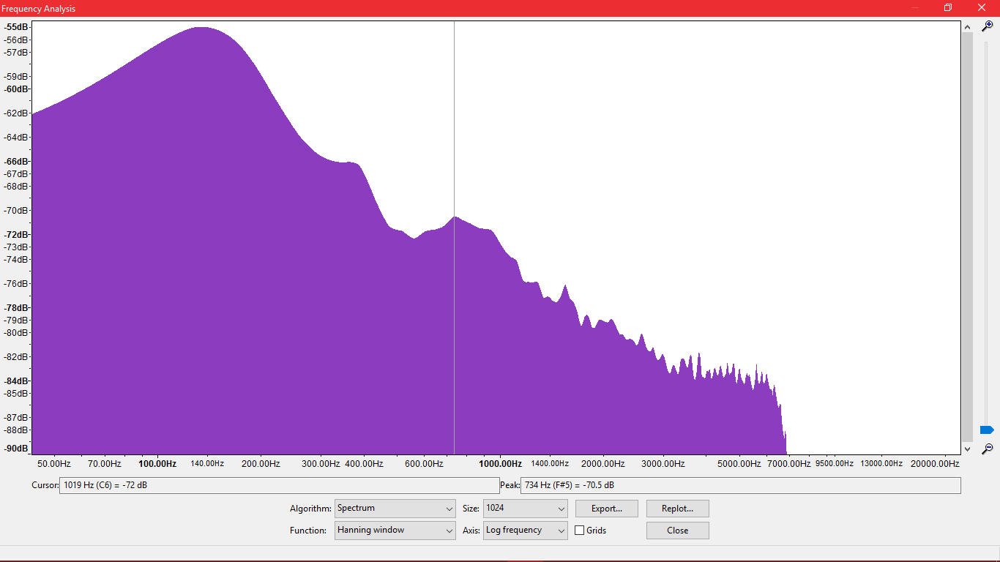 Frequency Analysis
-55dB
-56dB
-57dB
-59dB
-60dB
-62dB
-64dB
-66dB
-67dB
-68dB
-70dB
-72dB
-73dB
-74dB
-76dB
-78dB
-79dB
-80dB
-82dB
-84dB
-85dB
-87dB
-88dB
-90dB
50.00Hz 70.00Hz 100.00Hz 140.00Hz 200.00Hz 300.00Hz 400.00Hz 600.00Hz 1000.00Hz 1400.00Hz 2000.00Hz 3000.00Hz 5000.00Hz 7000.00Hz 9500.00Hz 13000.00Hz 20000.00Hz
Cursor: 1019 Hz (C6) = -72 dB Peak: 734 Hz (F#5) = -70.5 dB
Algorithm: Spectrum Size: 1024 Export... Replot...
Function: Hanning window Axis: Log frequency Grids Close